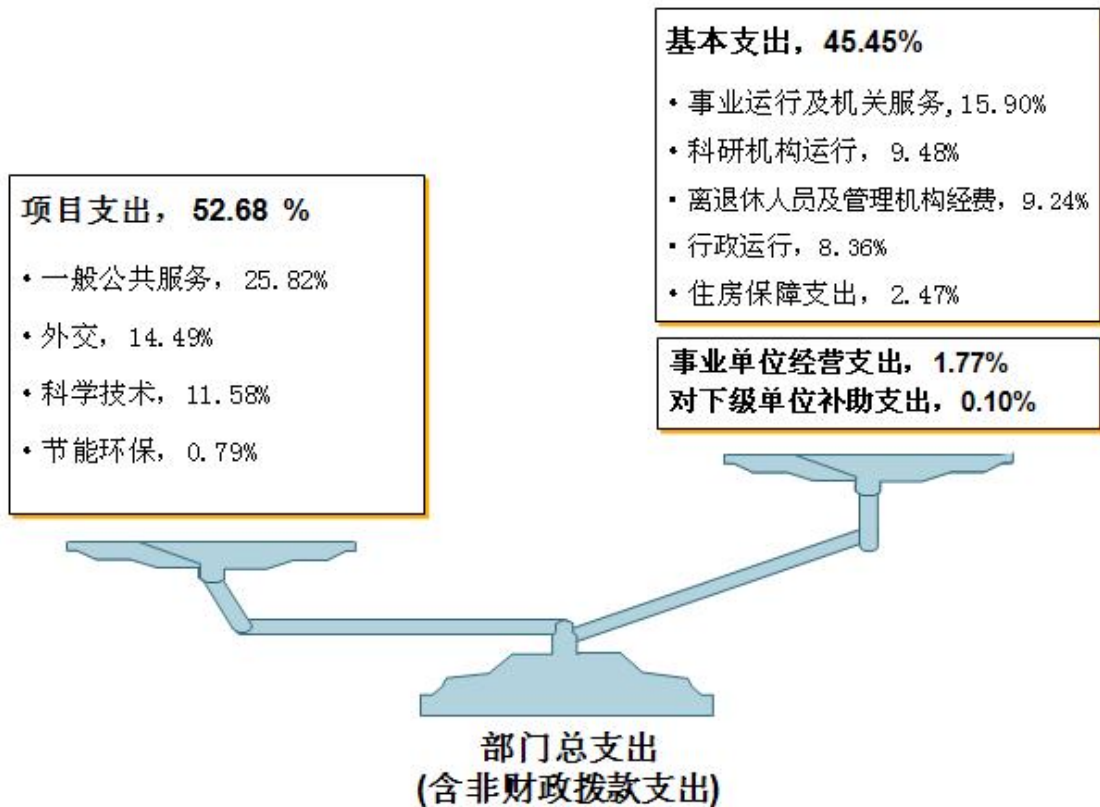 项目支出， 52.68 %
• 一般公共服务， 25.82%
• 外交，14.49%
• 科学技术，11.58%
• 节能环保，0.79%
基本支出，45.45%
• 事业运行及机关服务,15.90%
• 科研机构运行，9.48%
• 离退休人员及管理机构经费，9.24%
• 行政运行，8.36%
• 住房保障支出，2.47%
事业单位经营支出，1.77%
对下级单位补助支出，0.10%
部门总支出
(含非财政拨款支出)